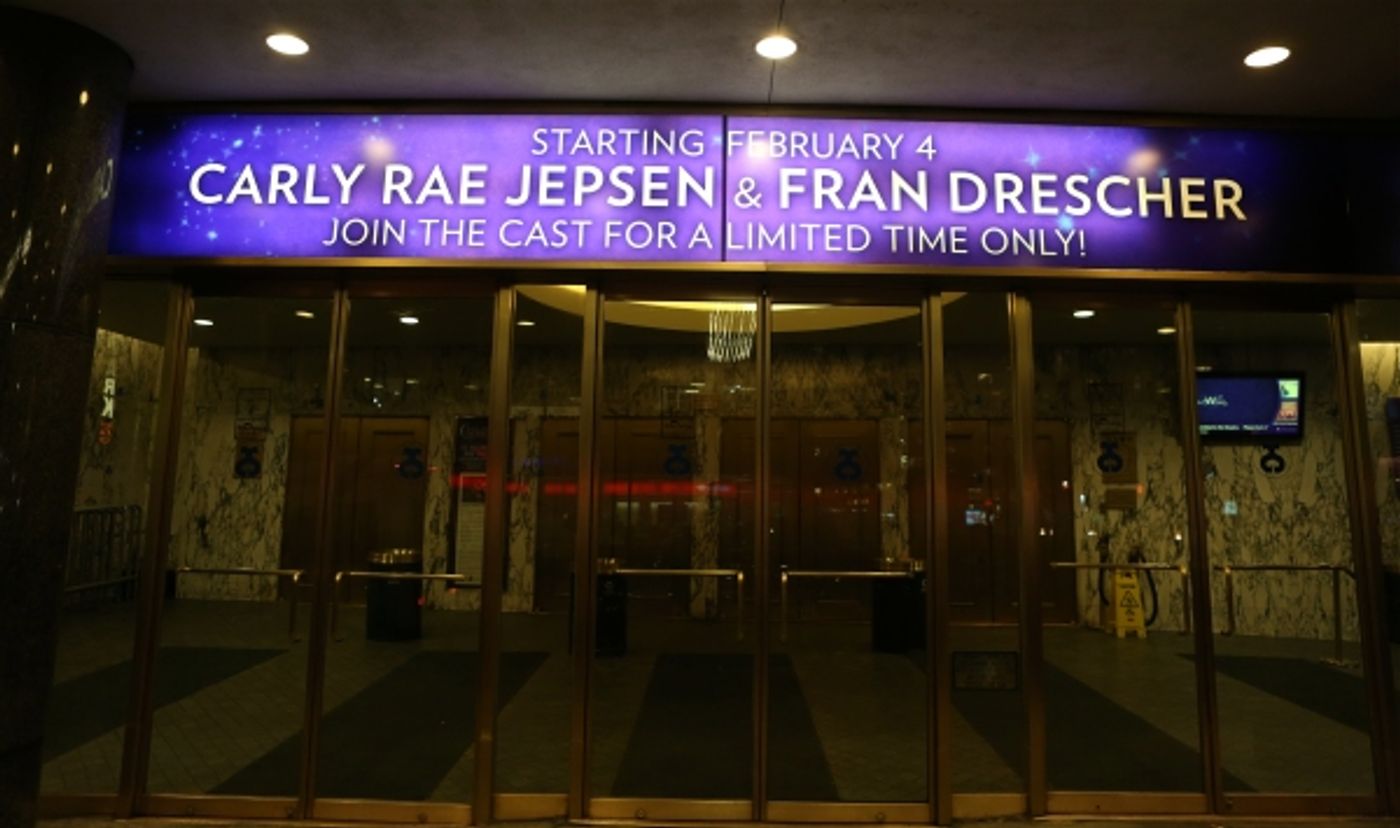 STARTING FEBRUARY 4
CARLY RAE JEPSEN & FRAN DRESCHER
JOIN THE CAST FOR A LIMITED TIME ONLY!